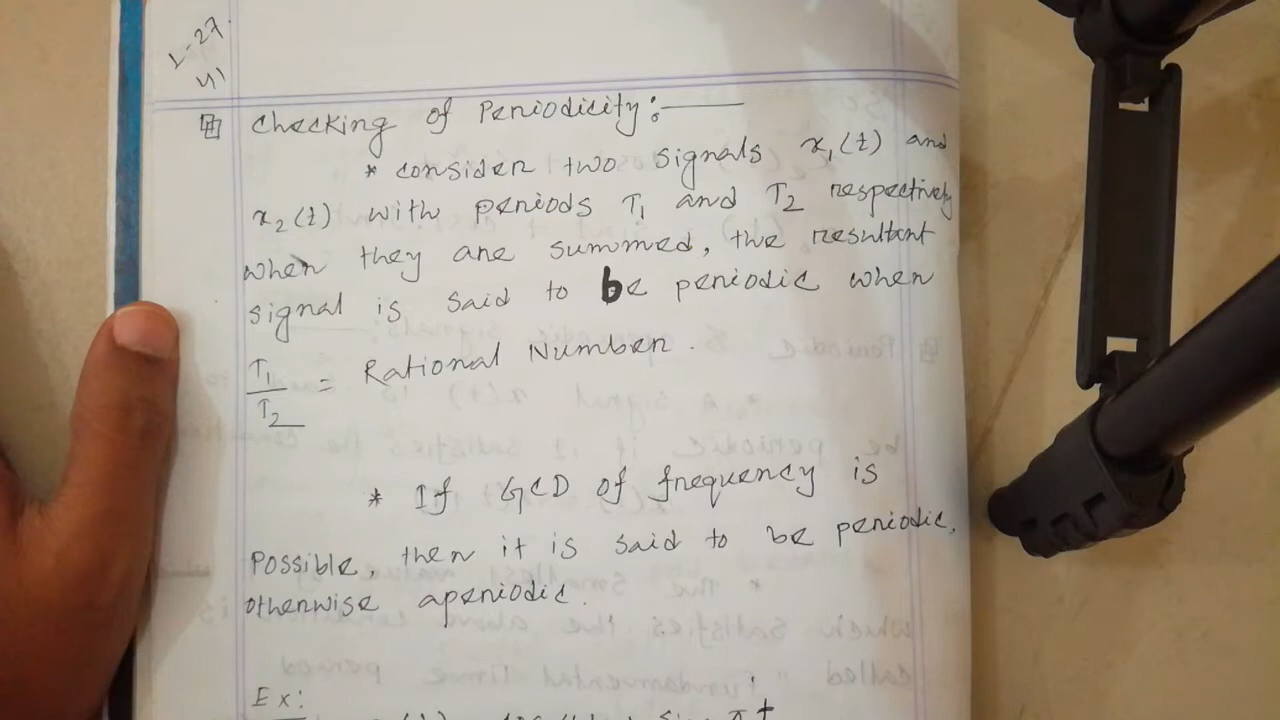 L-27
41
Checking of Periodicity:—
* consider two signals x₁(t) and
x₂(t) with periods T₁ and T₂ respectively
when they are summed, the resultant
signal is said to be periodic when
T₁/T₂ = Rational Number.
* If GCD of frequency is
possible, then it is said to be periodic,
otherwise aperiodic.
Ex: